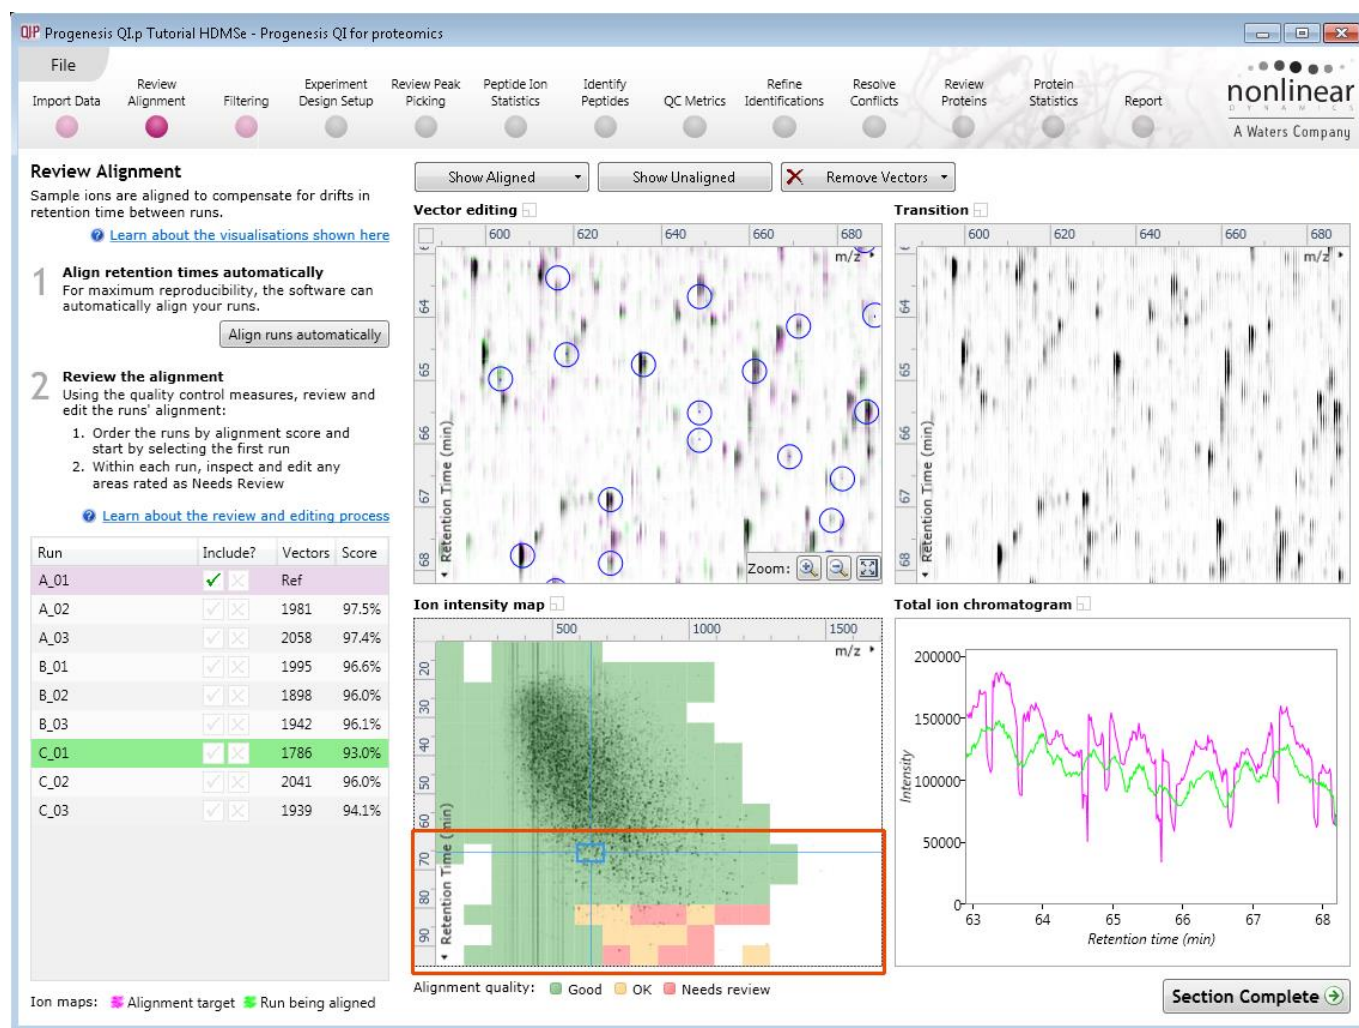 QIP Progenesis QI.p Tutorial HDMSe - Progenesis QI for proteomics
File
Import Data
Review
Alignment
Filtering
Experiment
Design Setup
Review Peak
Picking
Peptide Ion
Statistics
Identify
Peptides
QC Metrics
Refine
Identifications
Resolve
Conflicts
Review
Proteins
Protein
Statistics
Report
nonlinear
DYNAMICS
A Waters Company
Review Alignment
Sample ions are aligned to compensate for drifts in
retention time between runs.
Learn about the visualisations shown here
1 Align retention times automatically
For maximum reproducibility, the software can
automatically align your runs.
Align runs automatically
2 Review the alignment
Using the quality control measures, review and
edit the runs' alignment:
1. Order the runs by alignment score and
start by selecting the first run
2. Within each run, inspect and edit any
areas rated as Needs Review
Learn about the review and editing process
Run Include? Vectors Score
A_01 Ref
A_02 1981 97.5%
A_03 2058 97.4%
B_01 1995 96.6%
B_02 1898 96.0%
B_03 1942 96.1%
C_01 1786 93.0%
C_02 2041 96.0%
C_03 1939 94.1%
Ion maps: Alignment target Run being aligned
Show Aligned Show Unaligned Remove Vectors
Vector editing
600 620 640 660 680
m/z
64
65
66
67
68
Retention Time (min)
Zoom:
Transition
600 620 640 660 680
m/z
64
65
66
67
68
Retention Time (min)
Ion intensity map
500 1000 1500
m/z
20
30
40
50
60
70
80
90
Retention Time (min)
Alignment quality: Good OK Needs review
Total ion chromatogram
200000
150000
100000
50000
0
Intensity
63 64 65 66 67 68
Retention time (min)
Section Complete